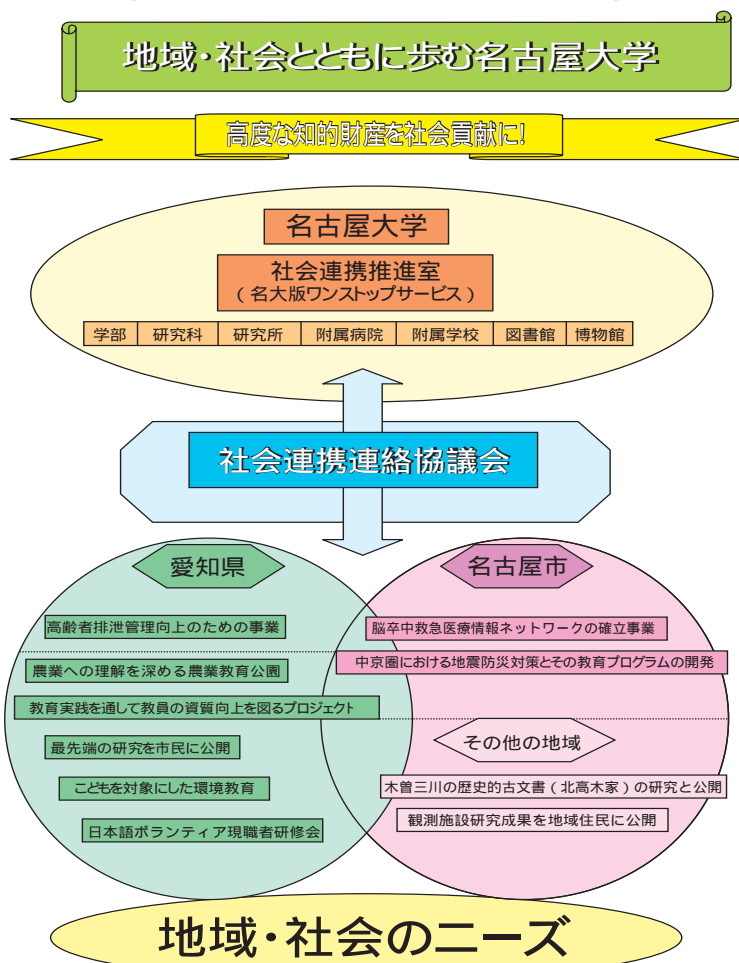 地域・社会とともに歩む名古屋大学
高度な知的財産を社会貢献に!
名古屋大学
社会連携推進室
(名大版ワンストップサービス)
学部 研究科 研究所 附属病院 附属学校 図書館 博物館
社会連携連絡協議会
愛知県
高齢者排泄管理向上のための事業
農業への理解を深める農業教育公園
教育実践を通して教員の資質向上を図るプロジェクト
最先端の研究を市民に公開
こどもを対象にした環境教育
日本語ボランティア現職者研修会
名古屋市
脳卒中救急医療情報ネットワークの確立事業
中京圏における地震防災対策とその教育プログラムの開発
その他の地域
木曽三川の歴史的古文書(北高木家)の研究と公開
観測施設研究成果を地域住民に公開
地域・社会のニーズ